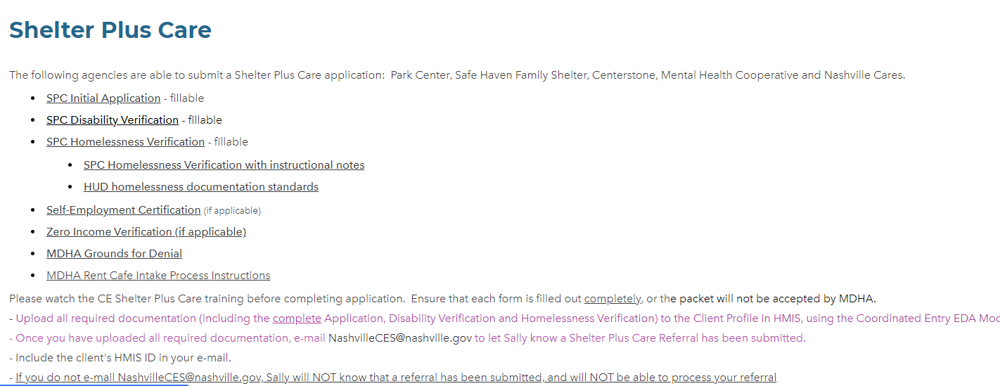 Shelter Plus Care
The following agencies are able to submit a Shelter Plus Care application:  Park Center, Safe Haven Family Shelter, Centerstone, Mental Health Cooperative and Nashville Cares.
• SPC Initial Application - fillable
• SPC Disability Verification - fillable
• SPC Homelessness Verification - fillable
• SPC Homelessness Verification with instructional notes
• HUD homelessness documentation standards
• Self-Employment Certification (if applicable)
• Zero Income Verification (if applicable)
• MDHA Grounds for Denial
• MDHA Rent Cafe Intake Process Instructions
Please watch the CE Shelter Plus Care training before completing application.  Ensure that each form is filled out completely, or the packet will not be accepted by MDHA.
- Upload all required documentation (including the complete Application, Disability Verification and Homelessness Verification) to the Client Profile in HMIS, using the Coordinated Entry EDA
- Once you have uploaded all required documentation, e-mail NashvilleCES@nashville.gov to let Sally know a Shelter Plus Care Referral has been submitted.
- Include the client's HMIS ID in your e-mail.
- If you do not e-mail NashvilleCES@nashville.gov, Sally will NOT know that a referral has been submitted, and will NOT be able to process your referral